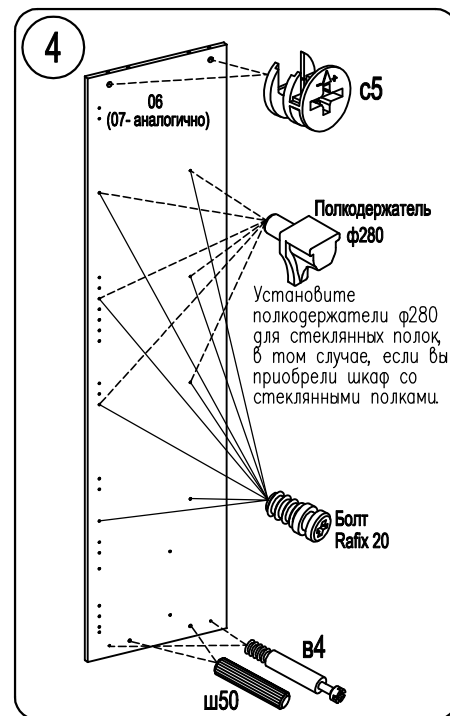 4
06
(07- аналогично)
с5
Полкодержатель
ф280
Установите
полкодержатели ф280
для стеклянных полок,
в том случае, если вы
приобрели шкаф со
стеклянными полками.
Болт
Rafix 20
в4
ш50